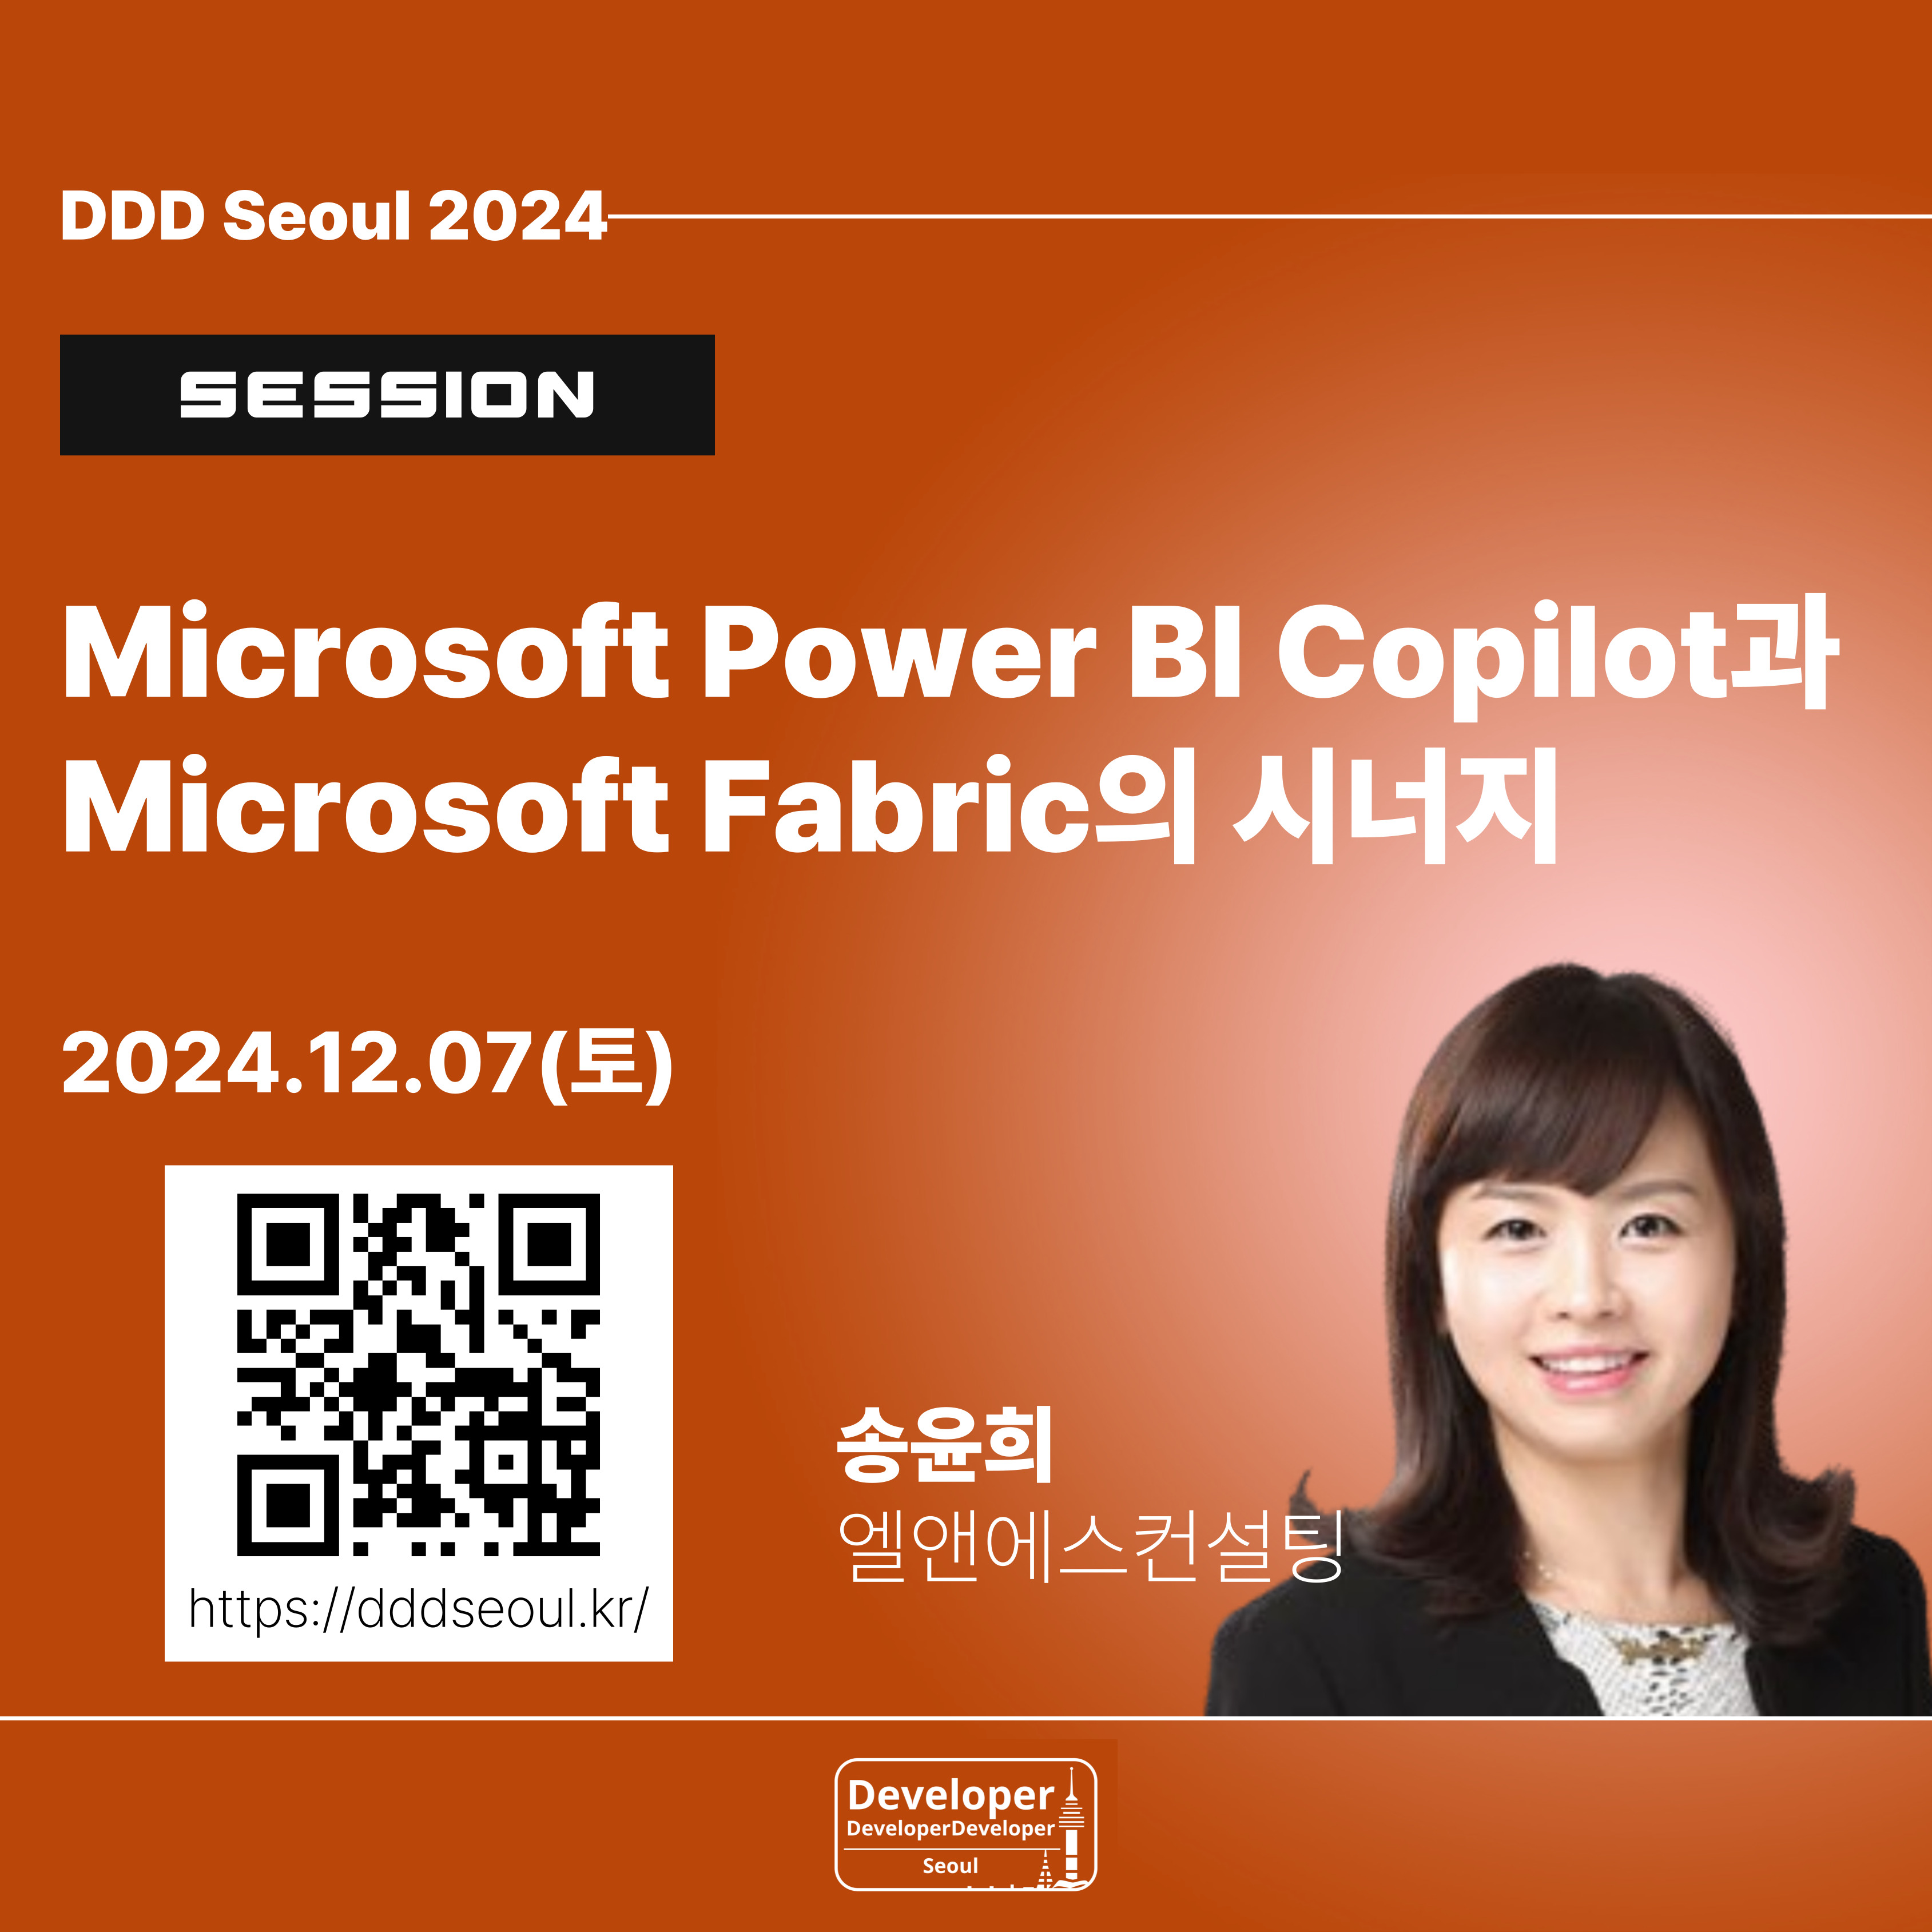 DDD Seoul 2024
SESSION
Microsoft Power BI Copilot과
Microsoft Fabric의 시너지
2024.12.07(토)
https://dddseoul.kr/
송윤희
엘앤에스컨설팅
Developer
DeveloperDeveloper
Seoul